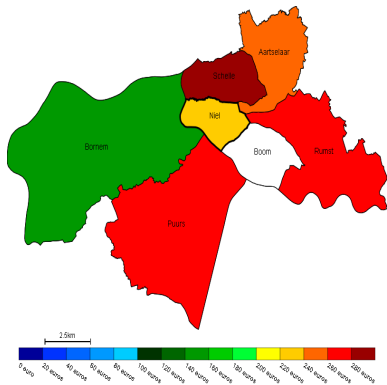 Aartselaar
Schelle
Niel
Boom
Rumst
Bornem
Puurs
2.5km
0 euro
20 euros
40 euros
60 euros
80 euros
100 euros
120 euros
140 euros
160 euros
180 euros
200 euros
220 euros
240 euros
260 euros
280 euros